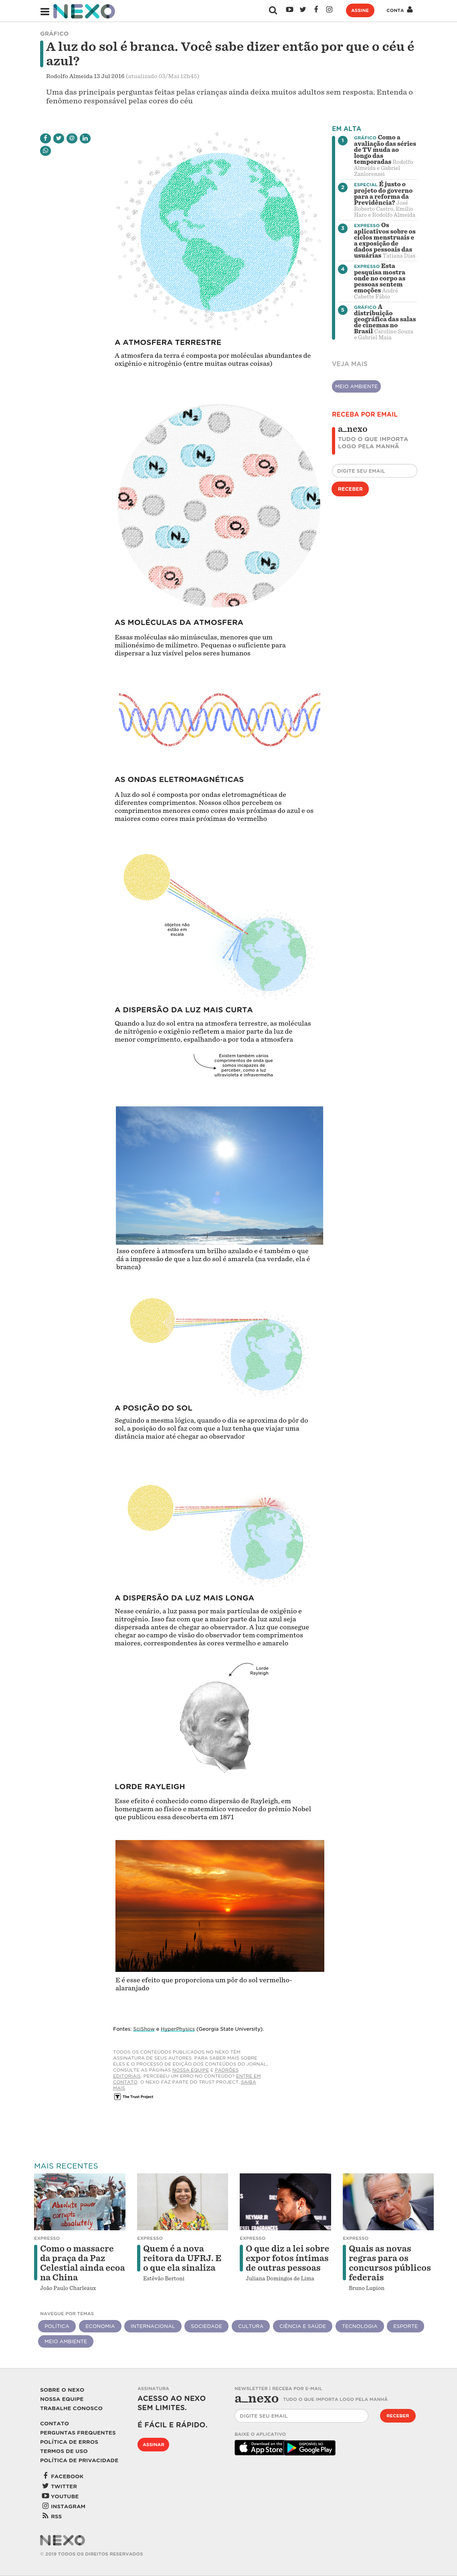 NEXO
ASSINE
CONTA
GRÁFICO
A luz do sol é branca. Você sabe dizer então por que o céu é
azul?
Rodolfo Almeida 13 Jul 2016 (atualizado 03/Mai 12h45)
Uma das principais perguntas feitas pelas crianças ainda deixa muitos adultos sem resposta. Entenda o
fenômeno responsável pelas cores do céu
A ATMOSFERA TERRESTRE
A atmosfera da terra é composta por moléculas abundantes de
oxigênio e nitrogênio (entre muitas outras coisas)
N2
O2
AS MOLÉCULAS DA ATMOSFERA
Essas moléculas são minúsculas, menores que um
milionésimo de milímetro. Pequenas o suficiente para
dispersar a luz visível pelos seres humanos
AS ONDAS ELETROMAGNÉTICAS
A luz do sol é composta por ondas eletromagnéticas de
diferentes comprimentos. Nossos olhos percebem os
comprimentos menores como cores mais próximas do azul e os
maiores como cores mais próximas do vermelho
objetos não
estão em
escala
A DISPERSÃO DA LUZ MAIS CURTA
Quando a luz do sol entra na atmosfera terrestre, as moléculas
de nitrogenio e oxigênio refletem a maior parte da luz de
menor comprimento, espalhando-a por toda a atmosfera
Existem também vários
comprimentos de onda que
somos incapazes de
perceber, como a luz
ultravioleta e infravermelha
Isso confere à atmosfera um brilho azulado e é também o que
dá a impressão de que a luz do sol é amarela (na verdade, ela é
branca)
A POSIÇÃO DO SOL
Seguindo a mesma lógica, quando o dia se aproxima do pôr do
sol, a posição do sol faz com que a luz tenha que viajar uma
distância maior até chegar ao observador
A DISPERSÃO DA LUZ MAIS LONGA
Nesse cenário, a luz passa por mais partículas de oxigênio e
nitrogênio. Isso faz com que a maior parte da luz azul seja
dispersada antes de chegar ao observador. A luz que consegue
chegar ao campo de visão do observador tem comprimentos
maiores, correspondentes às cores vermelho e amarelo
Lorde
Rayleigh
LORDE RAYLEIGH
Esse efeito é conhecido como dispersão de Rayleigh, em
homengaem ao físico e matemático vencedor do prêmio Nobel
que publicou essa descoberta em 1871
E é esse efeito que proporciona um pôr do sol vermelho-
alaranjado
Fontes: SciShow e HyperPhysics (Georgia State University).
TODOS OS CONTEÚDOS PUBLICADOS NO NEXO TÊM
ASSINATURA DE SEUS AUTORES. PARA SABER MAIS SOBRE
ELES E O PROCESSO DE EDIÇÃO DOS CONTEÚDOS DO JORNAL,
CONSULTE AS PÁGINAS NOSSA EQUIPE E PADRÕES
EDITORIAIS. PERCEBEU UM ERRO NO CONTEÚDO? ENTRE EM
CONTATO. O NEXO FAZ PARTE DO TRUST PROJECT. SAIBA
MAIS
The Trust Project
EM ALTA
1
GRÁFICO Como a
avaliação das séries
de TV muda ao
longo das
temporadas Rodolfo
Almeida e Gabriel
Zanlorenssi
2
ESPECIAL É justo o
projeto do governo
para a reforma da
Previdência? José
Roberto Castro, Emilio
Haro e Rodolfo Almeida
3
EXPRESSO Os
aplicativos sobre os
ciclos menstruais e
a exposição de
dados pessoais das
usuárias Tatiana Dias
4
EXPRESSO Esta
pesquisa mostra
onde no corpo as
pessoas sentem
emoções André
Cabette Fábio
5
GRÁFICO A
distribuição
geográfica das salas
de cinemas no
Brasil Caroline Souza
e Gabriel Maia
VEJA MAIS
MEIO AMBIENTE
RECEBA POR EMAIL
a_nexo
TUDO O QUE IMPORTA
LOGO PELA MANHÃ
DIGITE SEU EMAIL
RECEBER
MAIS RECENTES
Absolute power
corrupts
absolutely
EXPRESSO
Como o massacre
da praça da Paz
Celestial ainda ecoa
na China
João Paulo Charleaux
EXPRESSO
Quem é a nova
reitora da UFRJ. E
o que ela sinaliza
Estêvão Bertoni
EXPRESSO
O que diz a lei sobre
expor fotos íntimas
de outras pessoas
Juliana Domingos de Lima
EXPRESSO
Quais as novas
regras para os
concursos públicos
federais
Bruno Lupion
NAVEGUE POR TEMAS
POLÍTICA
ECONOMIA
INTERNACIONAL
SOCIEDADE
CULTURA
CIÊNCIA E SAÚDE
TECNOLOGIA
ESPORTE
MEIO AMBIENTE
SOBRE O NEXO
NOSSA EQUIPE
TRABALHE CONOSCO
CONTATO
PERGUNTAS FREQUENTES
POLÍTICA DE ERROS
TERMOS DE USO
POLÍTICA DE PRIVACIDADE
FACEBOOK
TWITTER
YOUTUBE
INSTAGRAM
RSS
ASSINATURA
ACESSO AO NEXO
SEM LIMITES.
É FÁCIL E RÁPIDO.
ASSINAR
NEWSLETTER | RECEBA POR E-MAIL
a_nexo TUDO O QUE IMPORTA LOGO PELA MANHÃ
DIGITE SEU EMAIL
RECEBER
BAIXE O APLICATIVO
Download on the
App Store
DISPONÍVEL NO
Google Play
NEXO
© 2019 TODOS OS DIREITOS RESERVADOS